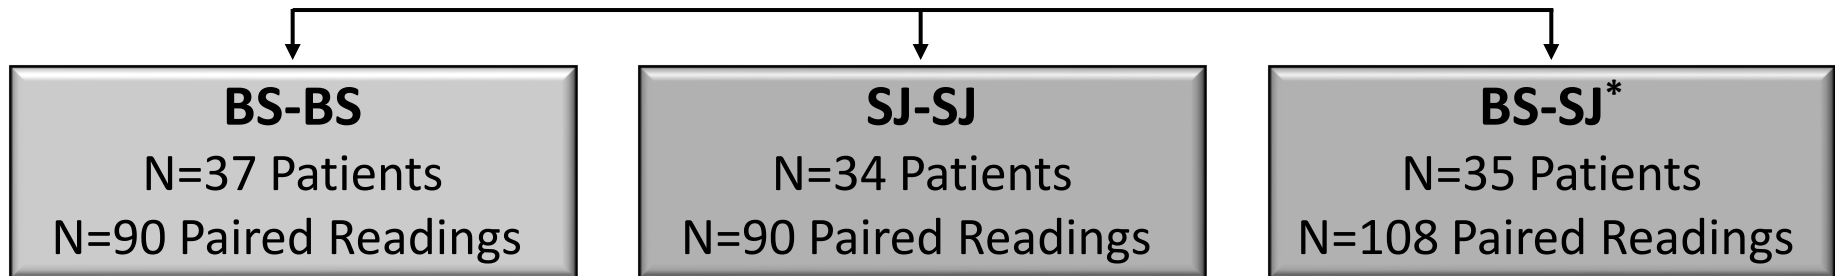 BS-BS
N=37 Patients
N=90 Paired Readings
SJ-SJ
N=34 Patients
N=90 Paired Readings
BS-SJ*
N=35 Patients
N=108 Paired Readings